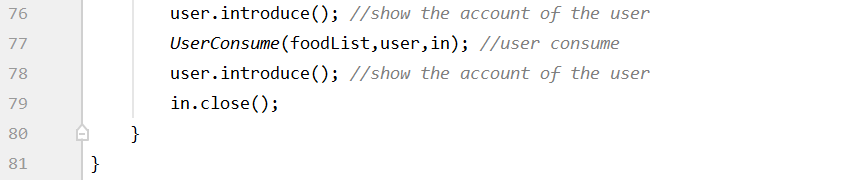 76 user.introduce(); //show the account of the user
77 UserConsume(foodList,user,in); //user consume
78 user.introduce(); //show the account of the user
79 in.close();
80 }
81 }